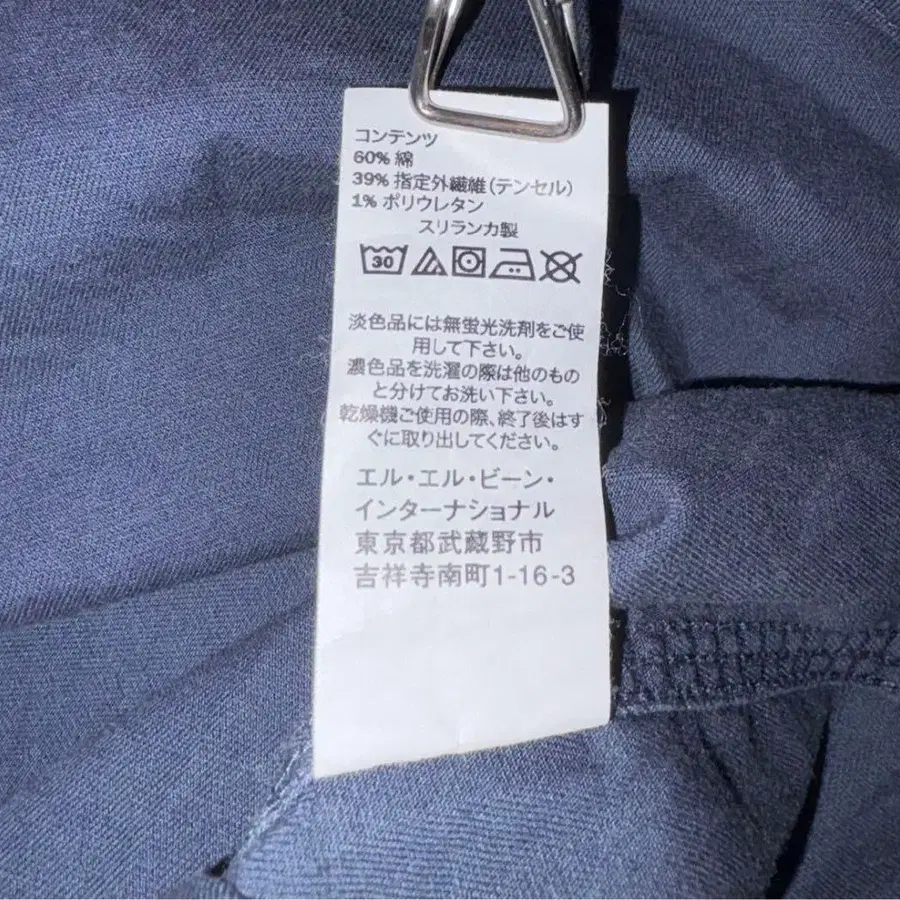 コンテンツ
60% 綿
39% 指定外繊維(テンセル)
1% ポリウレタン
スリランカ製
30
淡色品には無蛍光洗剤をご使
用して下さい。
濃色品を洗濯の際は他のもの
と分けてお洗い下さい。
乾燥機ご使用の際、終了後はす
ぐに取り出してください。
エル・エル・ビーン・
インターナショナル
東京都武蔵野市
吉祥寺南町1-16-3